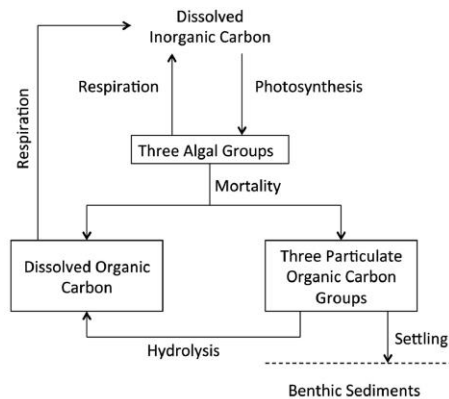 Dissolved
Inorganic Carbon
Respiration
Respiration
Photosynthesis
Three Algal Groups
Mortality
Dissolved Organic
Carbon
Three Particulate
Organic Carbon
Groups
Hydrolysis
Settling
Benthic Sediments